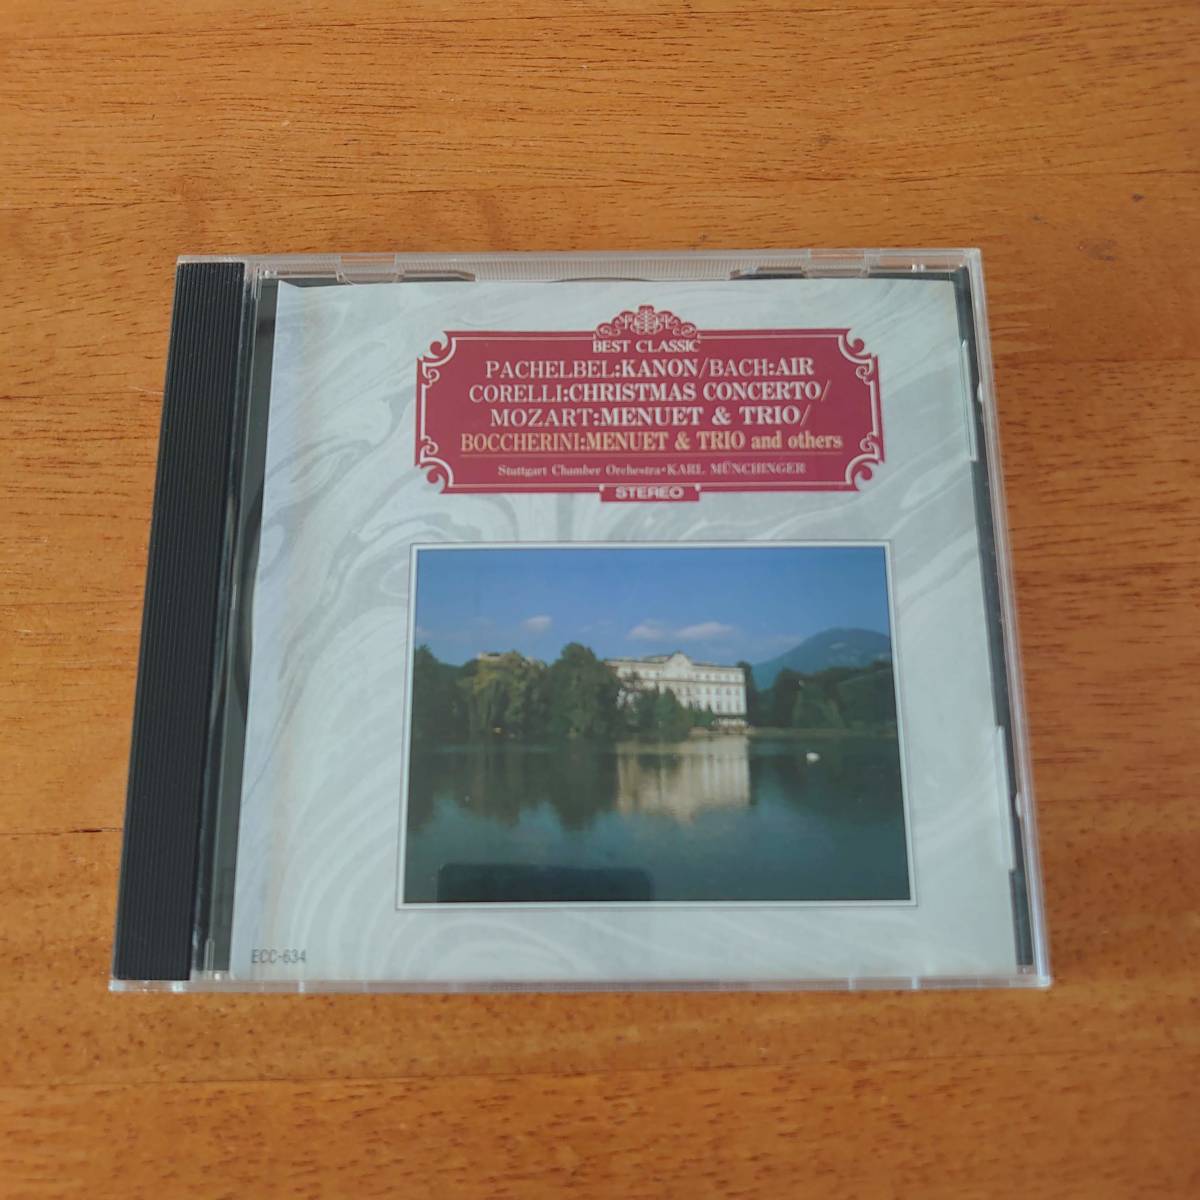 BEST CLASSIC
PACHELBEL:KANON/BACH:AIR
CORELLI:CHRISTMAS CONCERTO/
MOZART:MENUET & TRIO/
BOCCHERINI:MENUET & TRIO and others
Stuttgart Chamber Orchestra•KARL MÜNCHINGER
STEREO
ECC-634